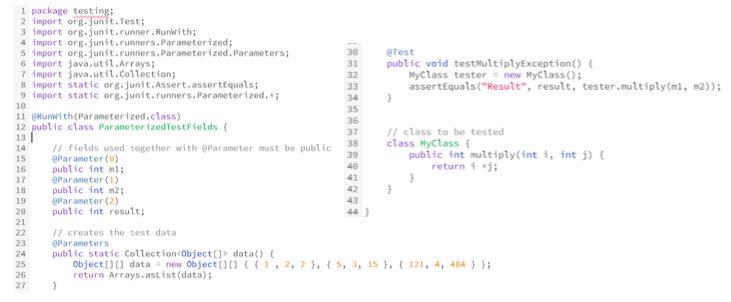 1 package testing;
2 import org.junit.Test;
3 import org.junit.runner.RunWith;
4 import org.junit.runners.Parameterized;
5 import org.junit.runners.Parameterized.Parameters;
6 import java.util.Arrays;
7 import java.util.Collection;
8 import static org.junit.Assert.assertEquals;
9 import static org.junit.runners.Parameterized.*;
10
11 @RunWith(Parameterized.class)
12 public class ParameterizedTestFields {
13
14     // fields used together with @Parameter must be public
15     @Parameter(0)
16     public int m1;
17     @Parameter(1)
18     public int m2;
19     @Parameter(2)
20     public int result;
21
22     // creates the test data
23     @Parameters
24     public static Collection<Object[]> data() {
25         Object[][] data = new Object[][] { { 1 , 2, 2 }, { 5, 3, 15 }, { 121, 4, 484 } };
26         return Arrays.asList(data);
27     }
30     @Test
31     public void testMultiplyException() {
32         MyClass tester = new MyClass();
33         assertEquals("Result", result, tester.multiply(m1, m2));
34     }
35
36
37     // class to be tested
38     class MyClass {
39         public int multiply(int i, int j) {
40             return i *j;
41         }
42     }
43
44 }